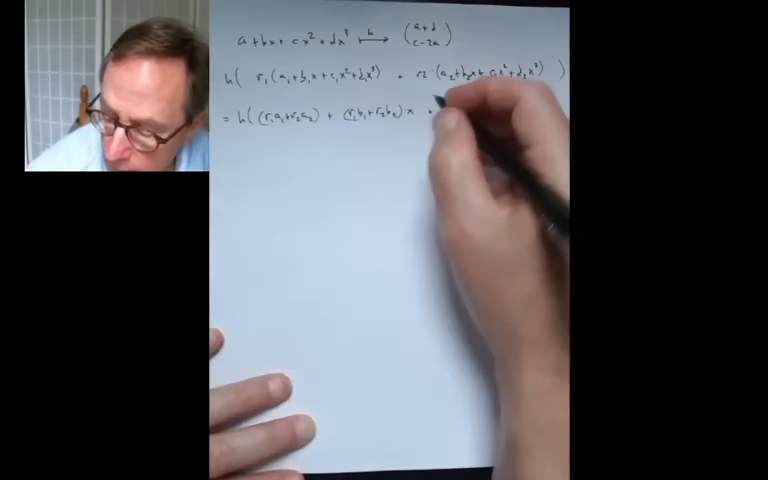 a + bx + cx² + dx³ ⟼ʰ (a+d
c-2a)
h( r₁(a₁+b₁x+c₁x²+d₁x³) + r₂·(a₂+b₂x+c₂x²+d₂x³) )
= h( (r₁a₁+r₂a₂) + (r₁b₁+r₂b₂)·x +